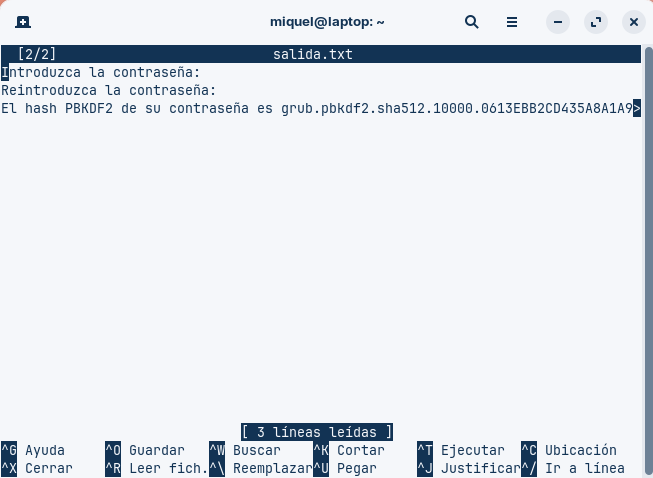 miquel@laptop: ~
[2/2] salida.txt
Introduzca la contraseña:
Reintroduzca la contraseña:
El hash PBKDF2 de su contraseña es grub.pbkdf2.sha512.10000.0613EBB2CD435A8A1A9>
[ 3 líneas leídas ]
^G Ayuda ^O Guardar ^W Buscar ^K Cortar ^T Ejecutar ^C Ubicación
^X Cerrar ^R Leer fich. ^\ Reemplazar ^U Pegar ^J Justificar ^/ Ir a línea